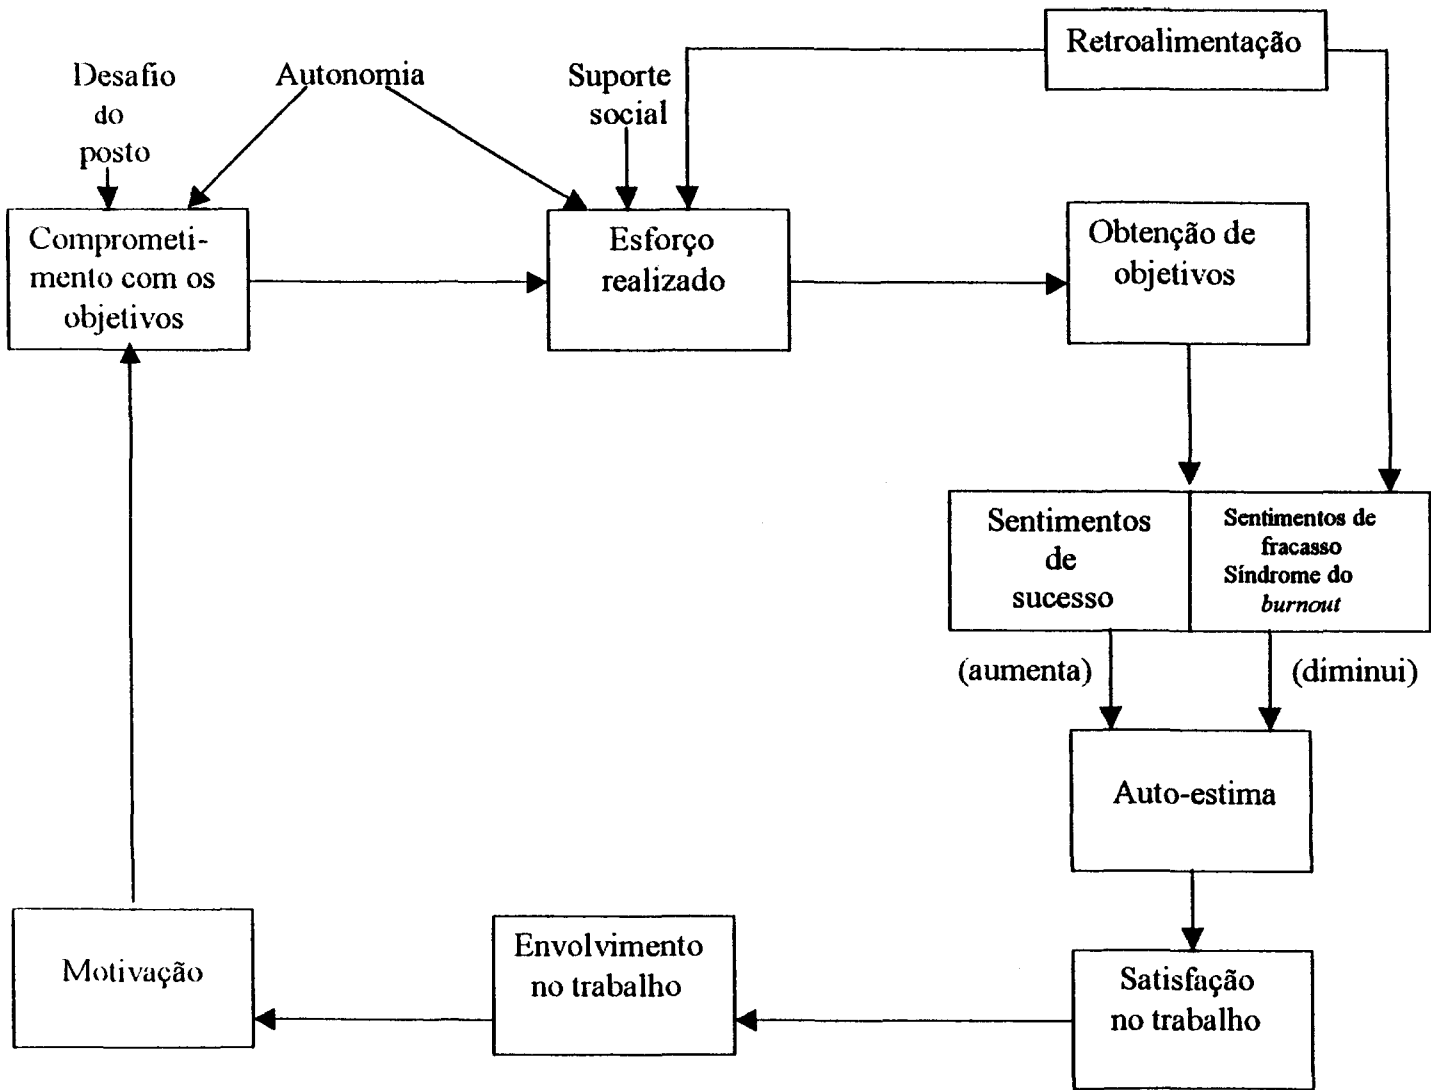 Retroalimentação
Desafio
do
posto
Autonomia
Suporte
social
Comprometi-
mento com os
objetivos
Esforço
realizado
Obtenção de
objetivos
Sentimentos
de
sucesso
Sentimentos de
fracasso
Síndrome do
burnout
(aumenta)
(diminui)
Auto-estima
Motivação
Envolvimento
no trabalho
Satisfação
no trabalho